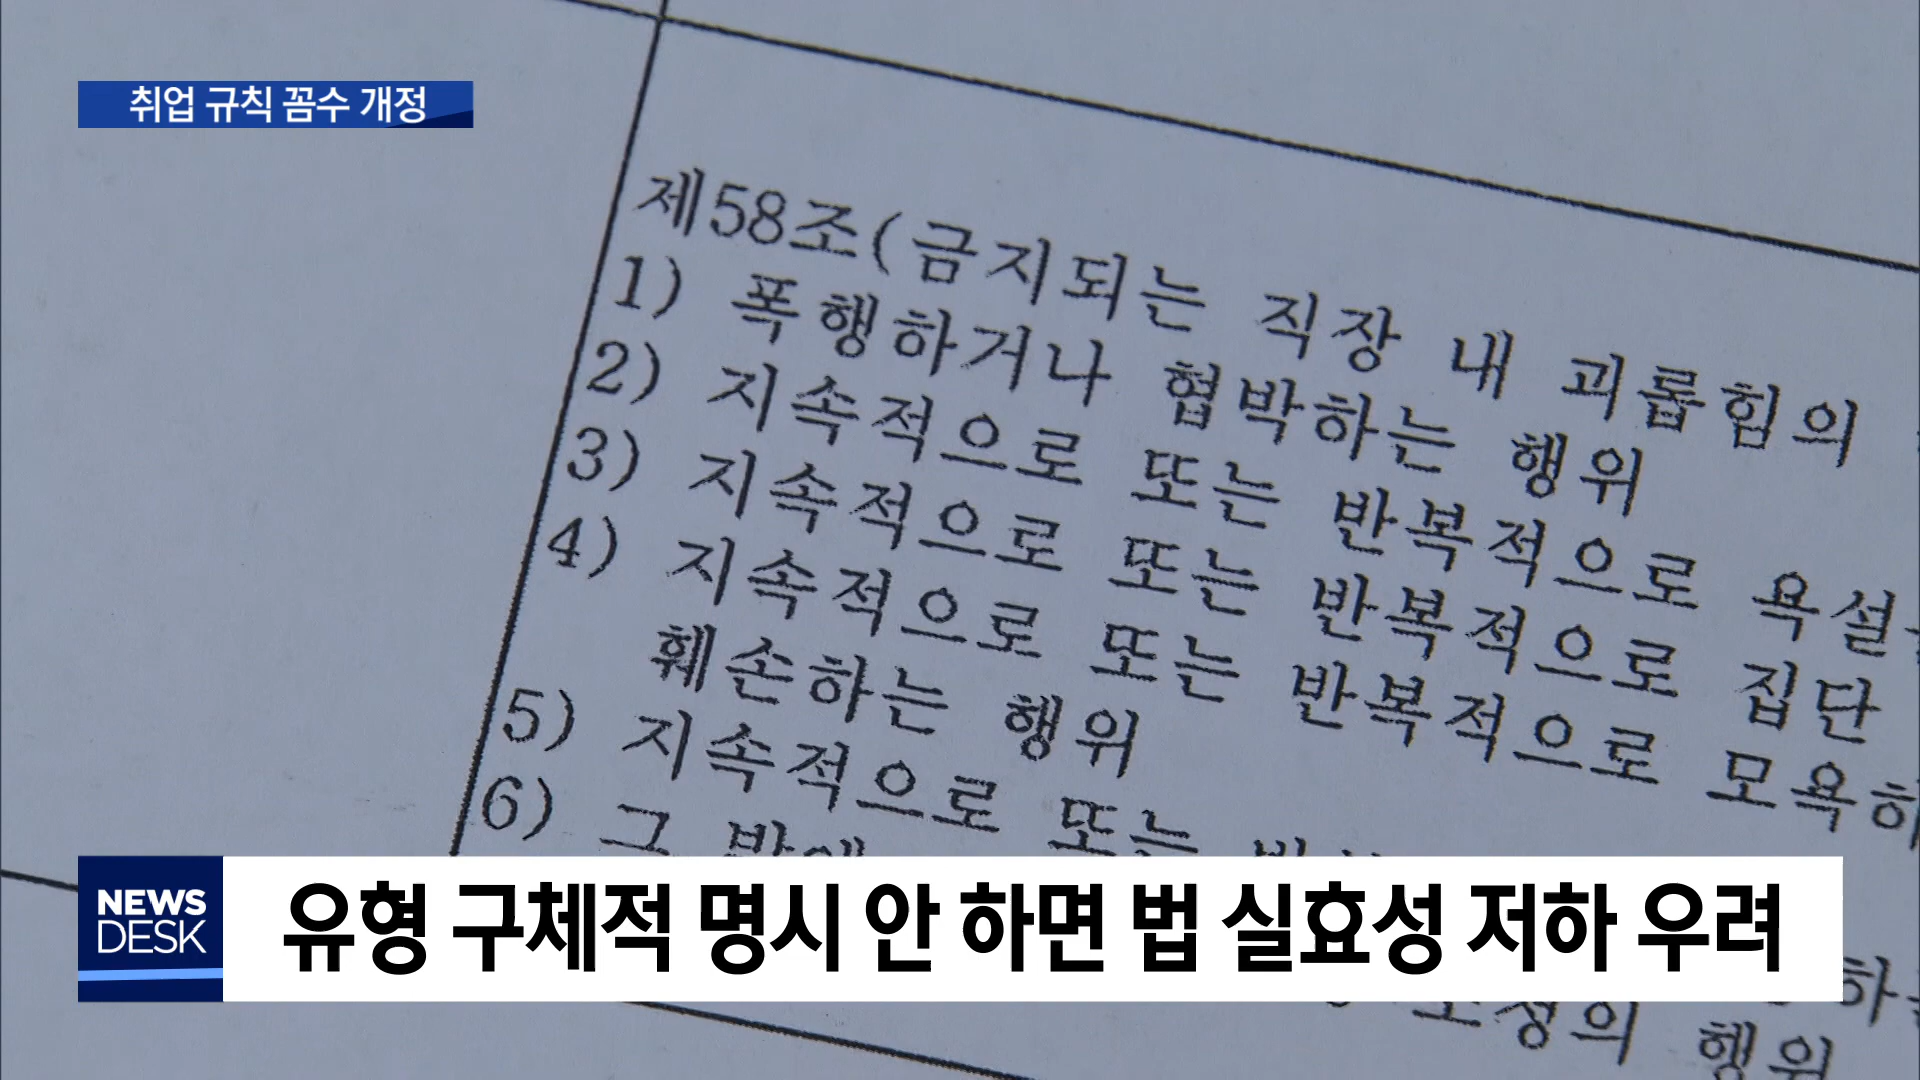 취업 규칙 꼼수 개정
제58조(금지되는 직장 내 괴롭힘의
1) 폭행하거나 협박하는 행위
2) 지속적으로 또는 반복적으로 욕설
3) 지속적으로 또는 반복적으로 집단
4) 지속적으로 또는 반복적으로 모욕하
훼손하는 행위
5) 지속적으로 또는
6) 그 밖에
NEWS
DESK
유형 구체적 명시 안 하면 법 실효성 저하 우려
의 행위